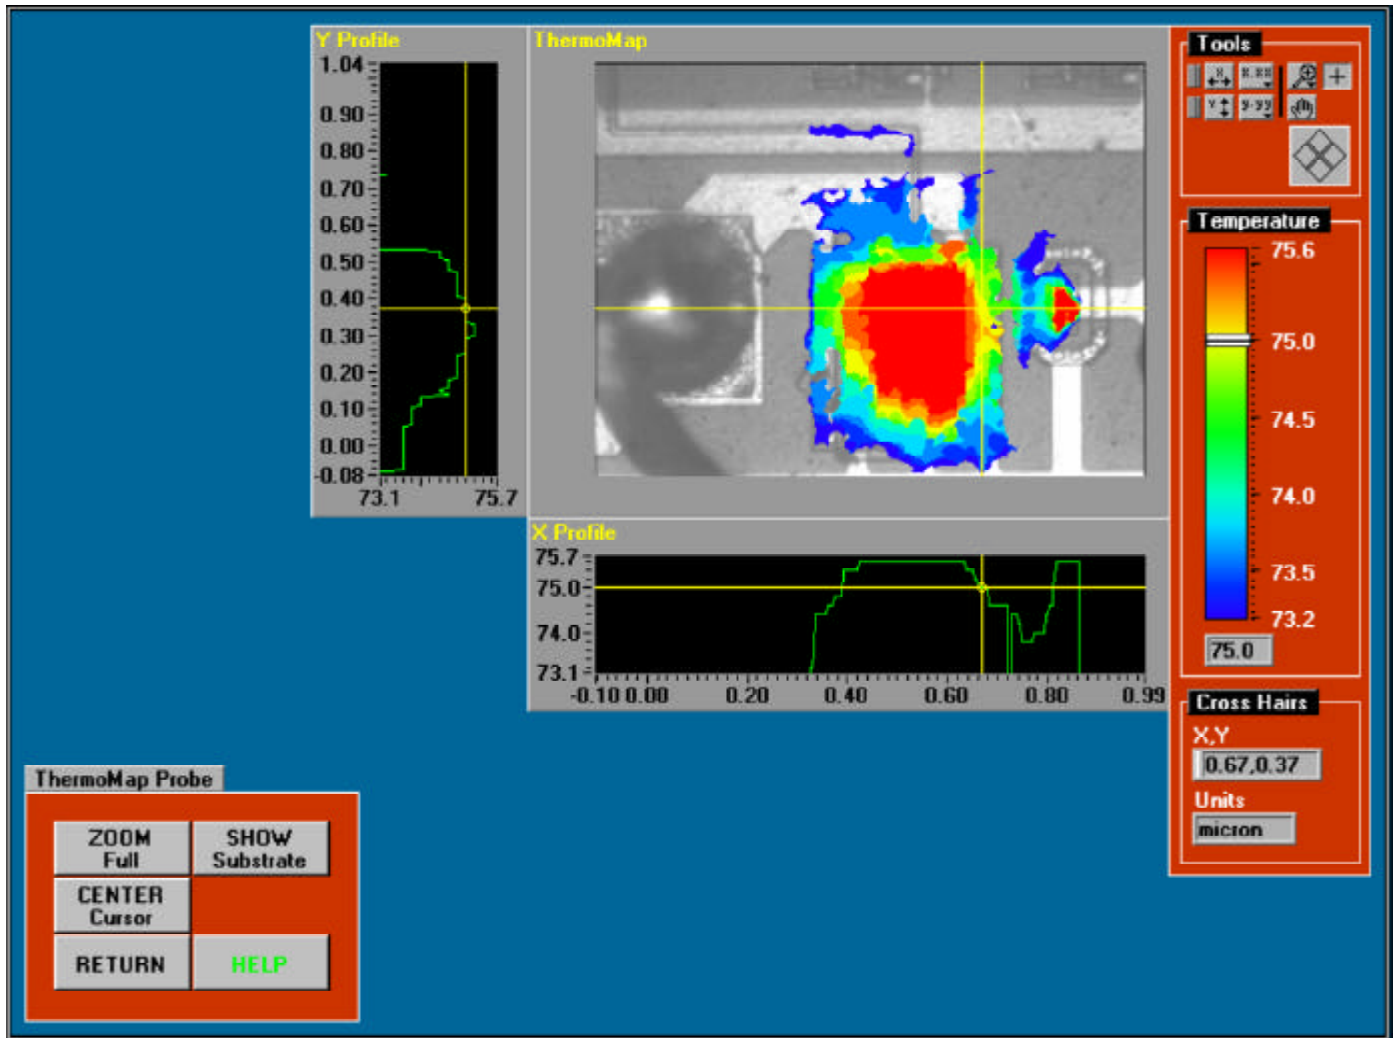 Y Profile
1.04
0.90
0.80
0.70
0.60
0.50
0.40
0.30
0.20
0.10
0.00
-0.08
73.1 75.7
ThermoMap
X Profile
75.7
75.0
74.0
73.1
-0.10 0.00 0.20 0.40 0.60 0.80 0.99
Tools
X X.XX
Y y.yy
Temperature
75.6
75.0
74.5
74.0
73.5
73.2
75.0
Cross Hairs
X,Y
0.67,0.37
Units
micron
ThermoMap Probe
ZOOM
Full
SHOW
Substrate
CENTER
Cursor
RETURN
HELP